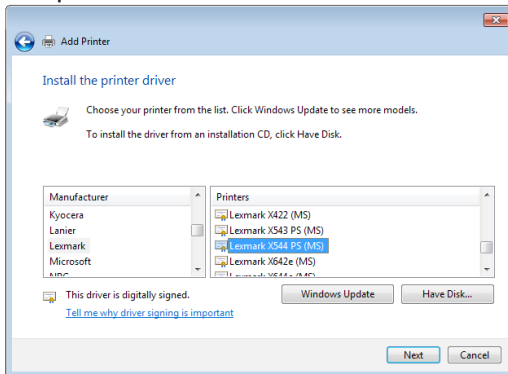 Add Printer
Install the printer driver
Choose your printer from the list. Click Windows Update to see more models.
To install the driver from an installation CD, click Have Disk.
Manufacturer
Kyocera
Lanier
Lexmark
Microsoft
Printers
Lexmark X422 (MS)
Lexmark X543 PS (MS)
Lexmark X544 PS (MS)
Lexmark X642e (MS)
This driver is digitally signed.
Tell me why driver signing is important
Windows Update
Have Disk...
Next
Cancel